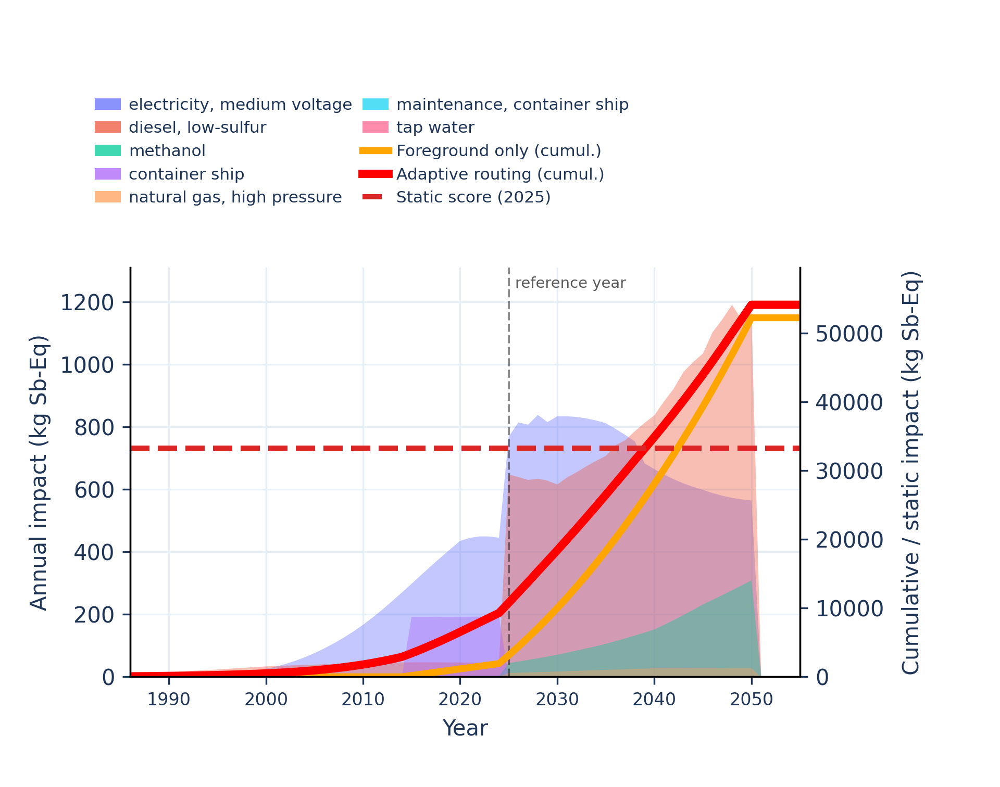 electricity, medium voltage
diesel, low-sulfur
methanol
container ship
natural gas, high pressure
maintenance, container ship
tap water
Foreground only (cumul.)
Adaptive routing (cumul.)
Static score (2025)
reference year
Annual impact (kg Sb-Eq)
1200
1000
800
600
400
200
0
Cumulative / static impact (kg Sb-Eq)
50000
40000
30000
20000
10000
0
1990 2000 2010 2020 2030 2040 2050
Year